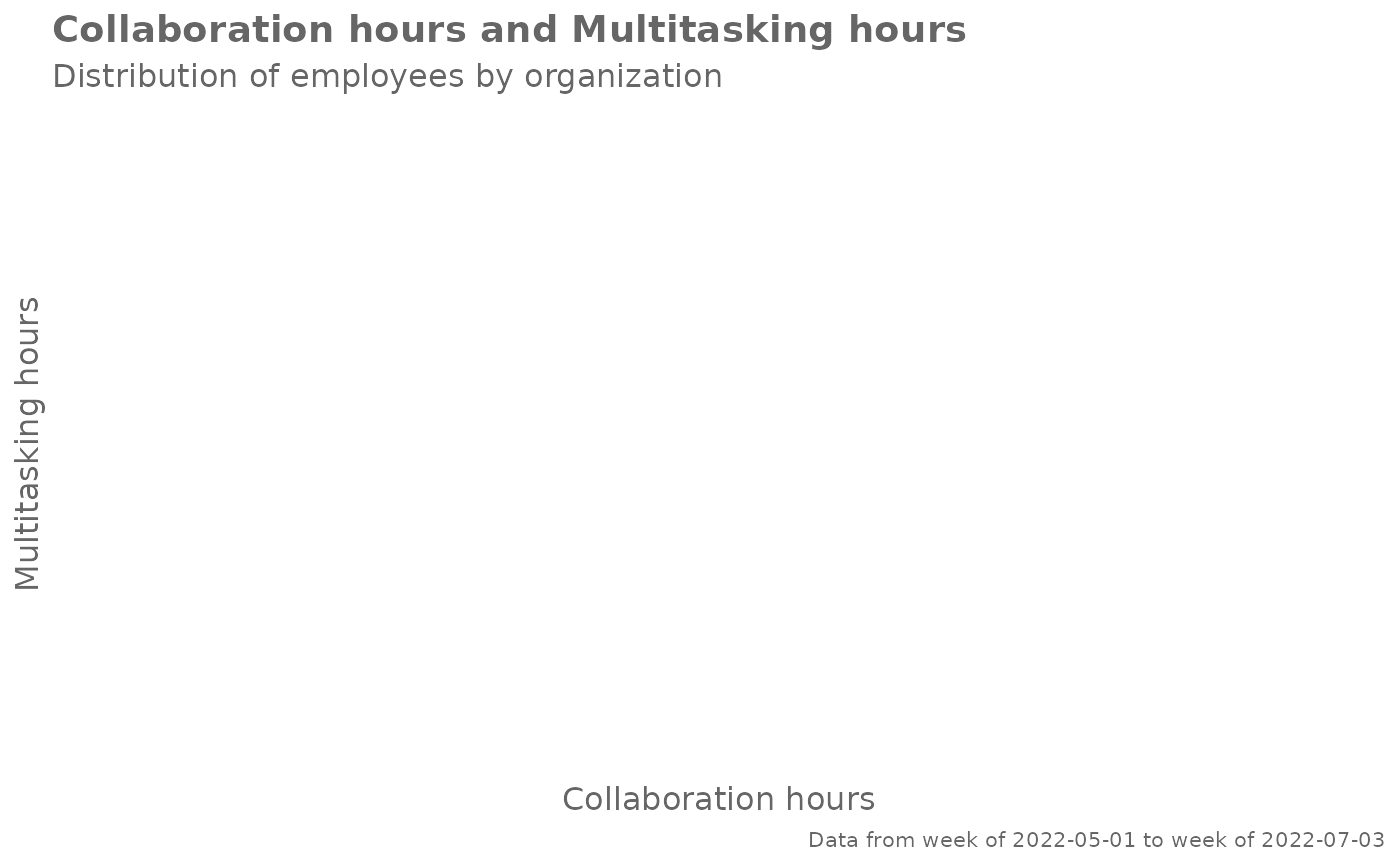 Collaboration hours and Multitasking hours
Distribution of employees by organization
Multitasking hours
Collaboration hours
Data from week of 2022-05-01 to week of 2022-07-03